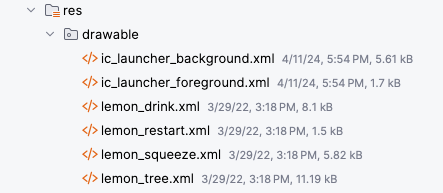 res
drawable
ic_launcher_background.xml 4/11/24, 5:54 PM, 5.61 kB
ic_launcher_foreground.xml 4/11/24, 5:54 PM, 1.7 kB
lemon_drink.xml 3/29/22, 3:18 PM, 8.1 kB
lemon_restart.xml 3/29/22, 3:18 PM, 1.5 kB
lemon_squeeze.xml 3/29/22, 3:18 PM, 5.82 kB
lemon_tree.xml 3/29/22, 3:18 PM, 11.19 kB